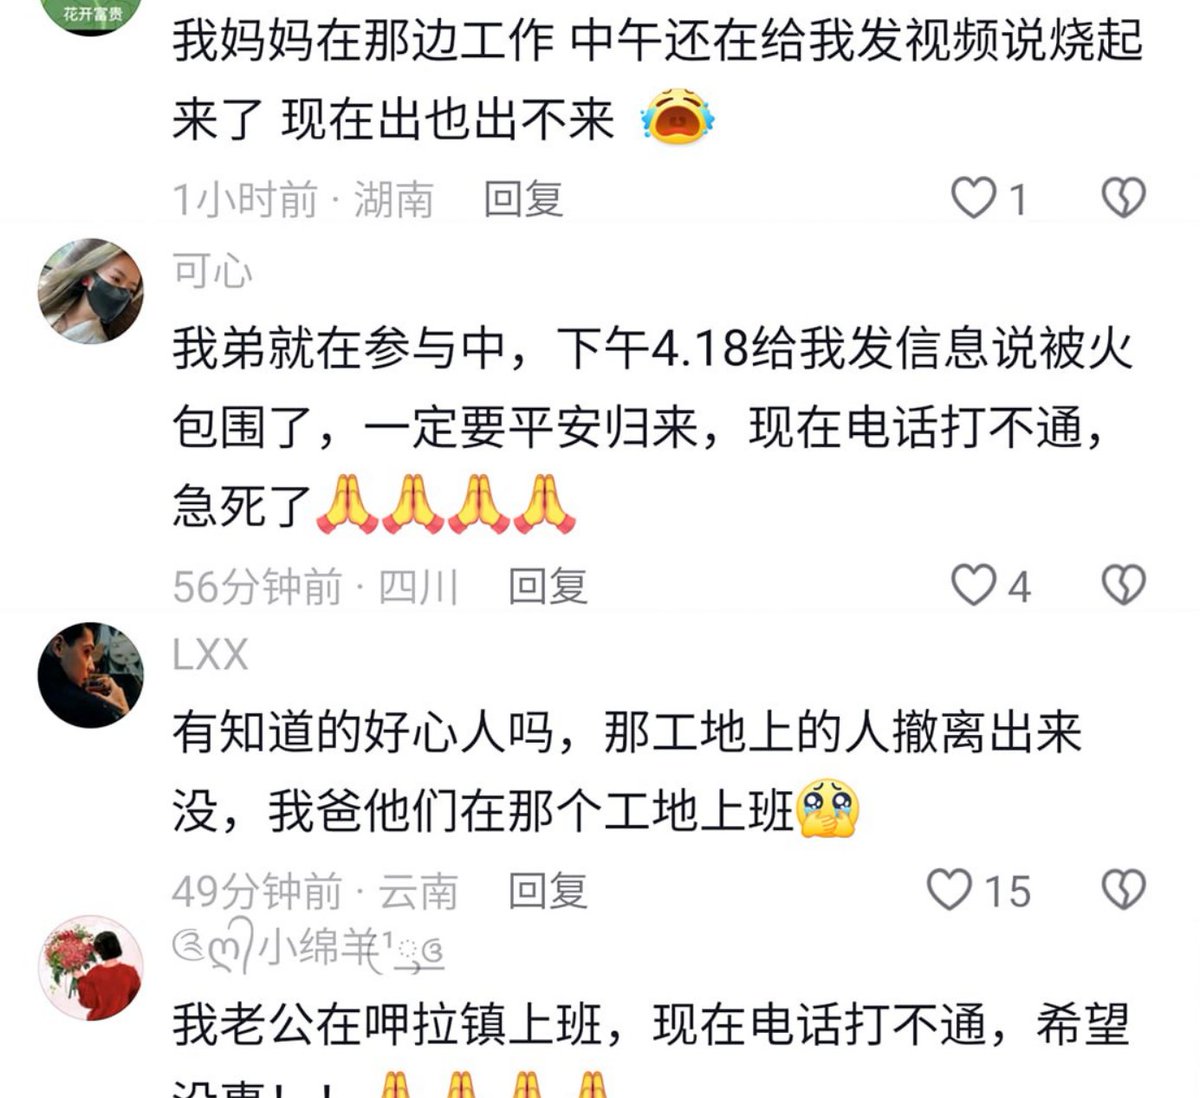 花开富贵
我妈妈在那边工作 中午还在给我发视频说烧起
来了 现在出也出不来 😭
1小时前 · 湖南 回复 1
可心
我弟就在参与中，下午4.18给我发信息说被火
包围了，一定要平安归来，现在电话打不通，
急死了🙏🙏🙏🙏
56分钟前 · 四川 回复 4
LXX
有知道的好心人吗，那工地上的人撤离出来
没，我爸他们在那个工地上班🥹
49分钟前 · 云南 回复 15
小绵羊
我老公在呷拉镇上班，现在电话打不通，希望
没事！！ 🙏🙏🙏🙏